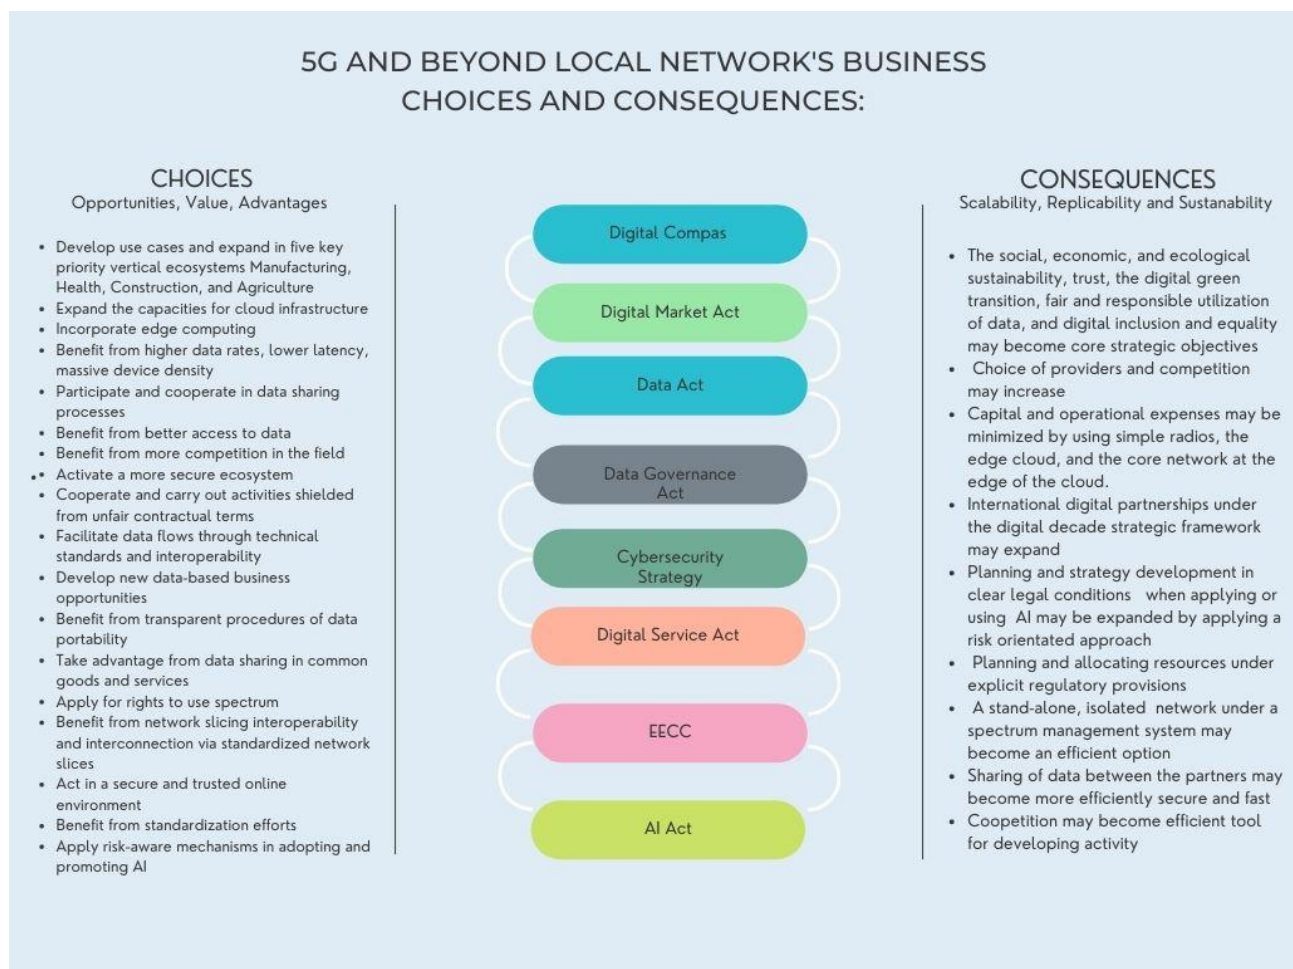 5G AND BEYOND LOCAL NETWORK'S BUSINESS
CHOICES AND CONSEQUENCES:
CHOICES
Opportunities, Value, Advantages
• Develop use cases and expand in five key
priority vertical ecosystems Manufacturing,
Health, Construction, and Agriculture
• Expand the capacities for cloud infrastructure
• Incorporate edge computing
• Benefit from higher data rates, lower latency,
massive device density
• Participate and cooperate in data sharing
processes
• Benefit from better access to data
• Benefit from more competition in the field
• Activate a more secure ecosystem
• Cooperate and carry out activities shielded
from unfair contractual terms
• Facilitate data flows through technical
standards and interoperability
• Develop new data-based business
opportunities
• Benefit from transparent procedures of data
portability
• Take advantage from data sharing in common
goods and services
• Apply for rights to use spectrum
• Benefit from network slicing interoperability
and interconnection via standardized network
slices
• Act in a secure and trusted online
environment
• Benefit from standardization efforts
• Apply risk-aware mechanisms in adopting and
promoting AI
Digital Compas
Digital Market Act
Data Act
Data Governance
Act
Cybersecurity
Strategy
Digital Service Act
EECC
AI Act
CONSEQUENCES
Scalability, Replicability and Sustanability
• The social, economic, and ecological
sustainability, trust, the digital green
transition, fair and responsible utilization
of data, and digital inclusion and equality
may become core strategic objectives
• Choice of providers and competition
may increase
• Capital and operational expenses may be
minimized by using simple radios, the
edge cloud, and the core network at the
edge of the cloud.
• International digital partnerships under
the digital decade strategic framework
may expand
• Planning and strategy development in
clear legal conditions when applying or
using AI may be expanded by applying a
risk orientated approach
• Planning and allocating resources under
explicit regulatory provisions
• A stand-alone, isolated network under a
spectrum management system may
become an efficient option
• Sharing of data between the partners may
become more efficiently secure and fast
• Coopetition may become efficient tool
for developing activity